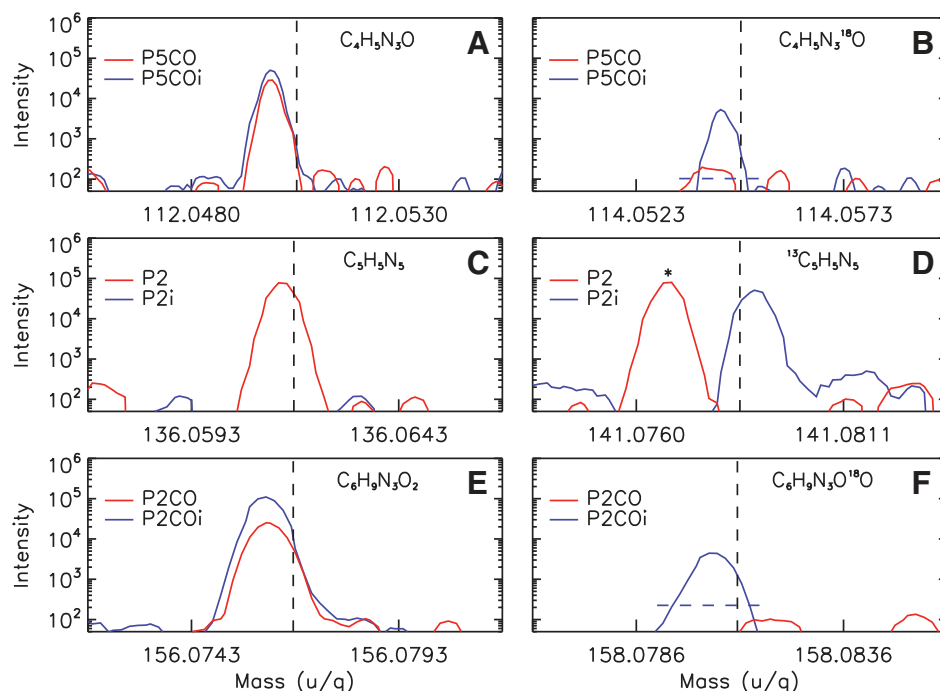 10⁶
10⁵
10⁴
10³
10²
Intensity
P5CO
P5COi
C₄H₅N₃O
A
112.0480
112.0530
P5CO
P5COi
C₄H₅N₃¹⁸O
B
114.0523
114.0573
10⁶
10⁵
10⁴
10³
10²
Intensity
P2
P2i
C₅H₅N₅
C
136.0593
136.0643
P2
P2i
*
¹³C₅H₅N₅
D
141.0760
141.0811
10⁶
10⁵
10⁴
10³
10²
Intensity
P2CO
P2COi
C₆H₉N₃O₂
E
156.0743
156.0793
Mass (u/q)
P2CO
P2COi
C₆H₉N₃O¹⁸O
F
158.0786
158.0836
Mass (u/q)